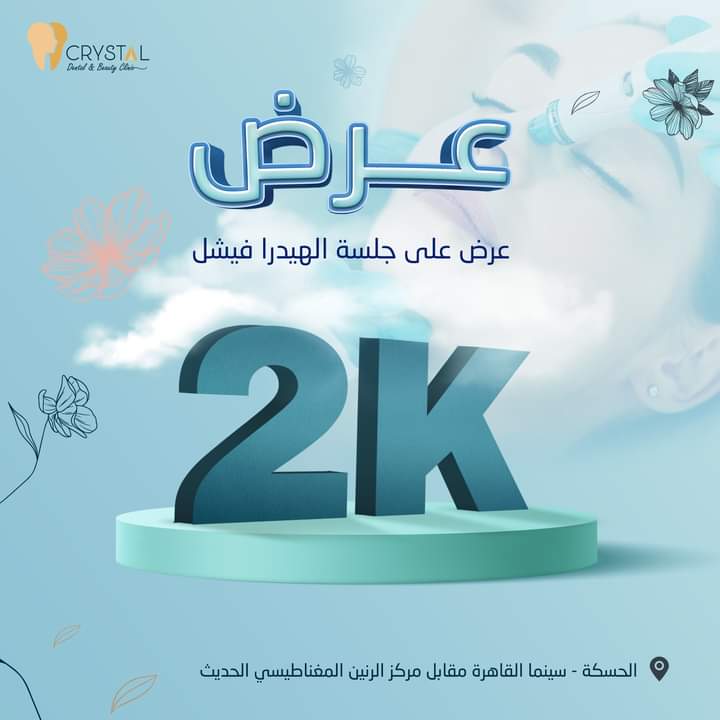 CRYSTAL
Dental & Beauty Clinic
عرض
عرض على جلسة الهيدرا فيشل
2K
الحسكة - سينما القاهرة مقابل مركز الرنين المغناطيسي الحديث